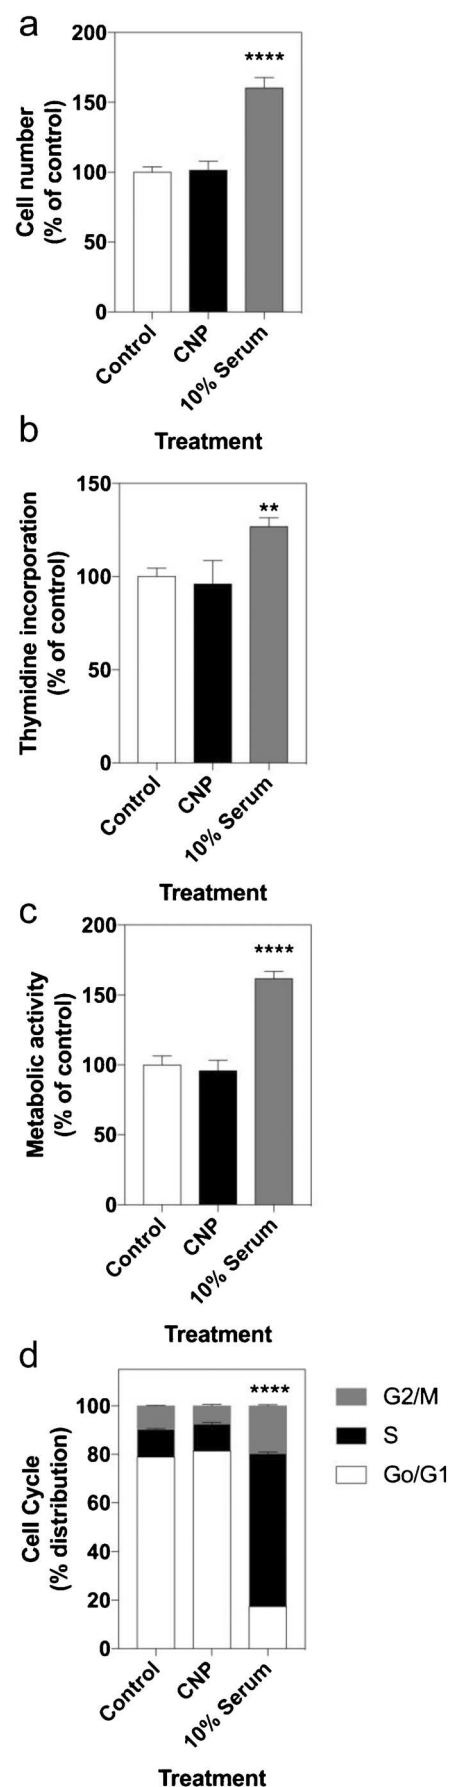 a
Cell number
(% of control)
200
150
100
50
0
****
Control
CNP
10% Serum
Treatment
b
Thymidine incorporation
(% of control)
150
100
50
0
**
Control
CNP
10% Serum
Treatment
c
Metabolic activity
(% of control)
200
150
100
50
0
****
Control
CNP
10% Serum
Treatment
d
Cell Cycle
(% distribution)
100
80
60
40
20
0
****
G2/M
S
Go/G1
Control
CNP
10% Serum
Treatment